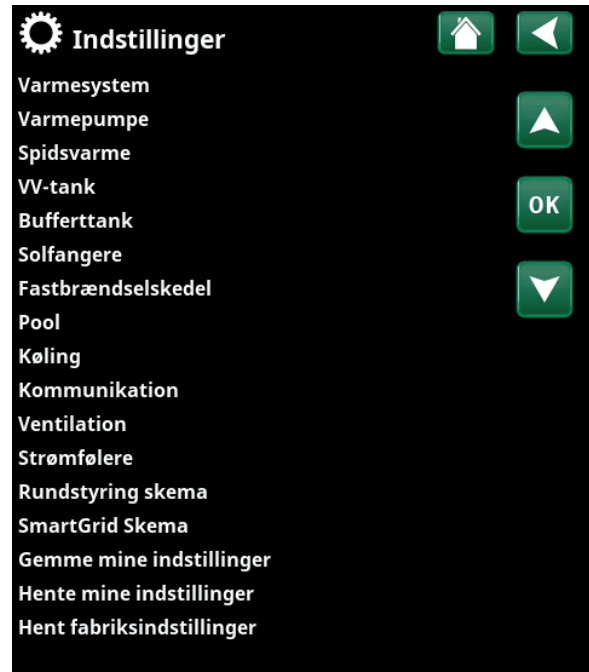 Indstillinger
Varmesystem
Varmepumpe
Spidsvarme
VV-tank
OK
Bufferttank
Solfangere
Fastbrændselskedel
Pool
Køling
Kommunikation
Ventilation
Strømfølere
Rundstyring skema
SmartGrid Skema
Gemme mine indstillinger
Hente mine indstillinger
Hent fabriksindstillinger